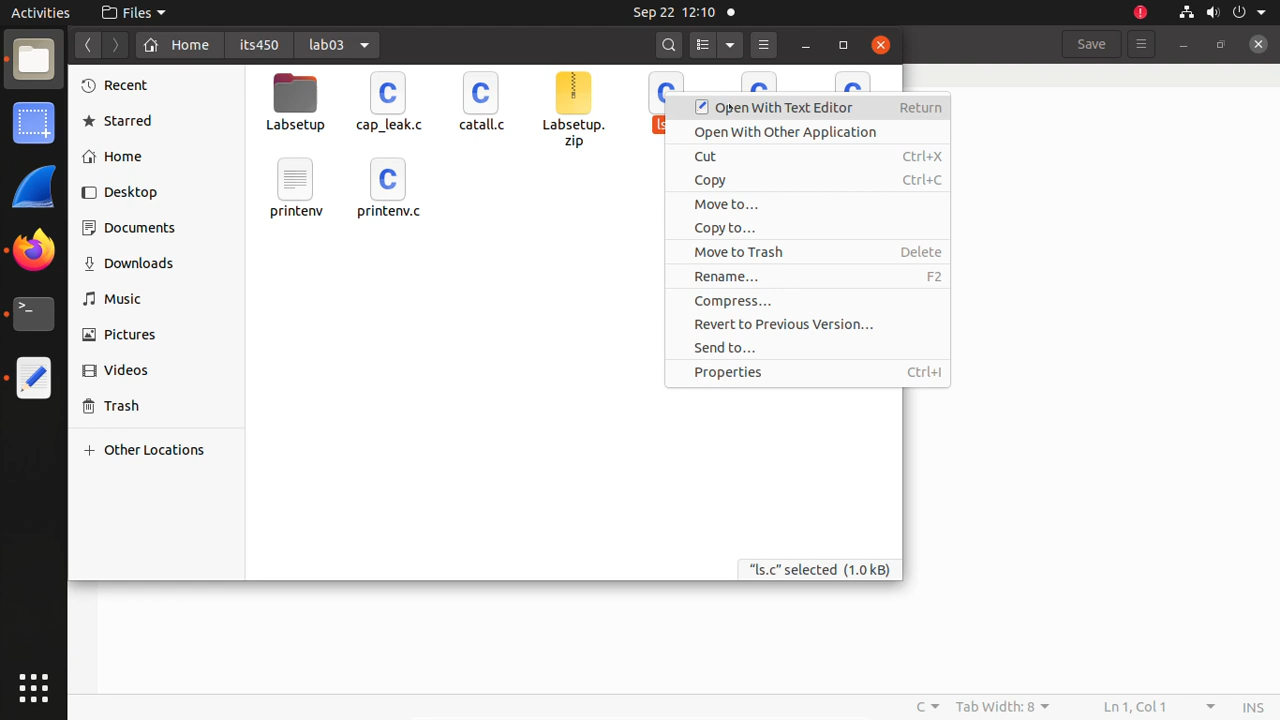 Activities Files Sep 22 12:10
Home its450 lab03 Save
Recent
Starred
Home
Desktop
Documents
Downloads
Music
Pictures
Videos
Trash
Other Locations
Labsetup cap_leak.c catall.c Labsetup.
zip
printenv printenv.c
Open With Text Editor Return
Open With Other Application
Cut Ctrl+X
Copy Ctrl+C
Move to…
Copy to…
Move to Trash Delete
Rename… F2
Compress…
Revert to Previous Version…
Send to…
Properties Ctrl+I
“ls.c” selected (1.0 kB)
C Tab Width: 8 Ln 1, Col 1 INS